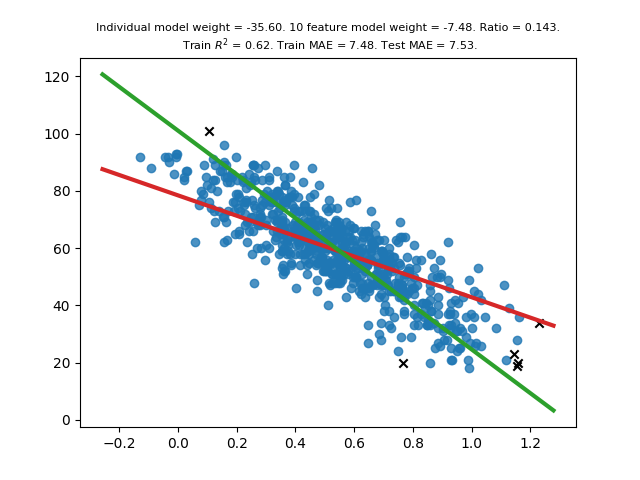 Individual model weight = -35.60. 10 feature model weight = -7.48. Ratio = 0.143.
Train R² = 0.62. Train MAE = 7.48. Test MAE = 7.53.
120
100
80
60
40
20
0
−0.2 0.0 0.2 0.4 0.6 0.8 1.0 1.2